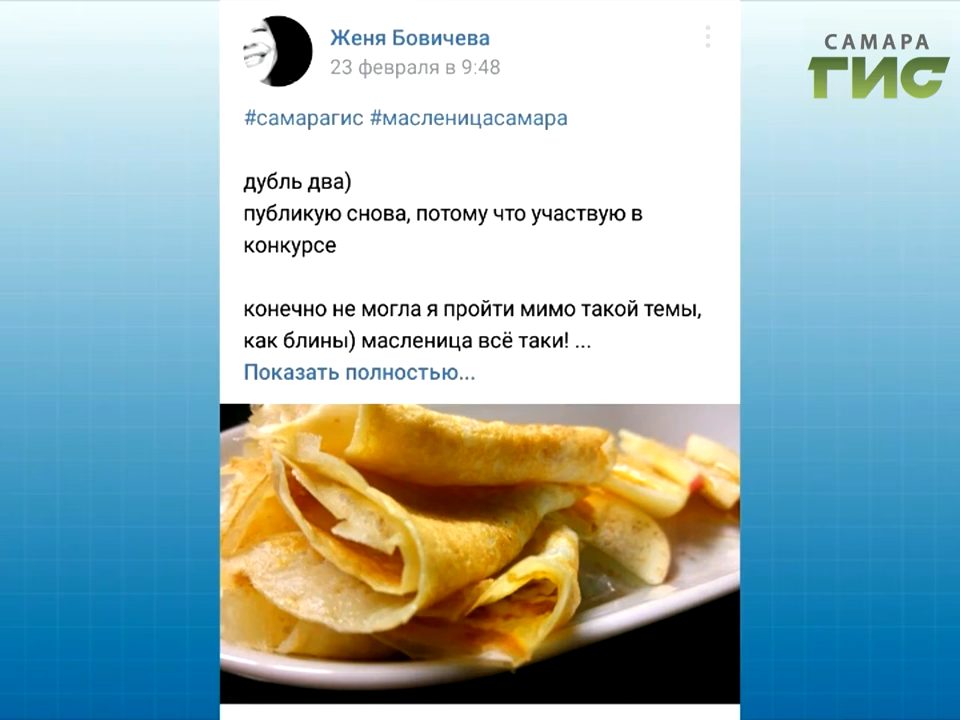 Женя Бовичева
23 февраля в 9:48
САМАРА
ГИС
#самарагис #масленицасамара
дубль два)
публикую снова, потому что участвую в
конкурсе
конечно не могла я пройти мимо такой темы,
как блины) масленица всё таки! ...
Показать полностью...